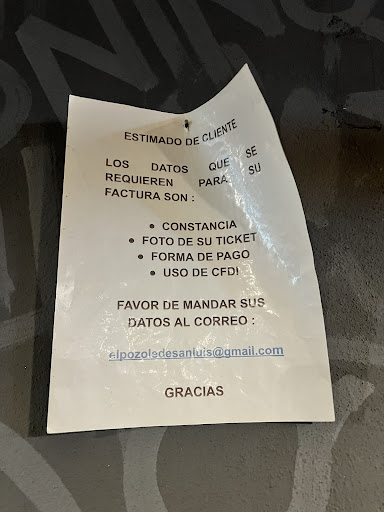 ESTIMADO DE CLIENTE
LOS DATOS QUE SE
REQUIEREN PARA SU
FACTURA SON :
• CONSTANCIA
• FOTO DE SU TICKET
• FORMA DE PAGO
• USO DE CFDI
FAVOR DE MANDAR SUS
DATOS AL CORREO :
elpozoledesanluis@gmail.com
GRACIAS